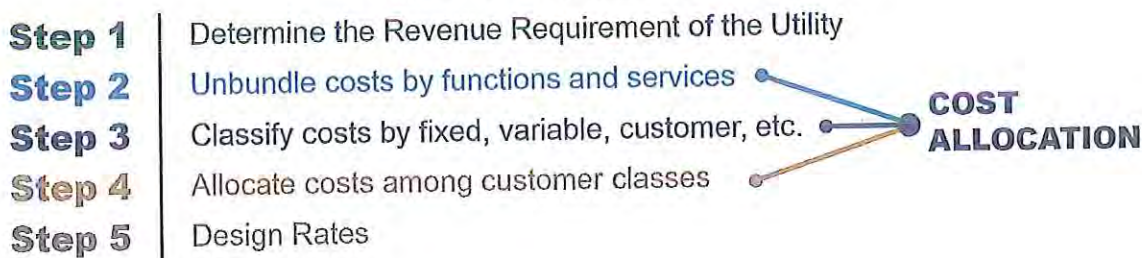 Step 1 Determine the Revenue Requirement of the Utility
Step 2 Unbundle costs by functions and services
Step 3 Classify costs by fixed, variable, customer, etc.
Step 4 Allocate costs among customer classes
Step 5 Design Rates
COST
ALLOCATION